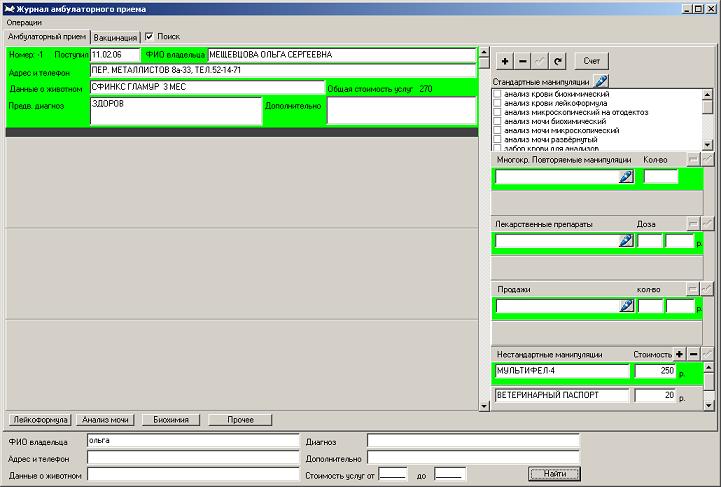 Журнал амбулаторного приема
Операции
Амбулаторный прием Вакцинация Поиск
Номер: -1 Поступил 11.02.06 ФИО владельца МЕЩЕВЦОВА ОЛЬГА СЕРГЕЕВНА
Адрес и телефон ПЕР. МЕТАЛЛИСТОВ 8а-33, ТЕЛ.52-14-71
Данные о животном СФИНКС ГЛАМУР 3 МЕС Общая стоимость услуг 270
Предв. диагноз ЗДОРОВ Дополнительно
Счет
Стандартные манипуляции
анализ крови биохимический
анализ крови лейкоформула
анализ микроскопический на отодектоз
анализ мочи биохимический
анализ мочи микроскопический
анализ мочи развёрнутый
забор крови для анализов
Многокр. Повторяемые манипуляции Кол-во
Лекарственные препараты Доза
р.
Продажи кол-во
р.
Нестандартные манипуляции Стоимость
МУЛЬТИФЕЛ-4 250 р.
ВЕТЕРИНАРНЫЙ ПАСПОРТ 20 р.
Лейкоформула Анализ мочи Биохимия Прочее
ФИО владельца ольга Диагноз
Адрес и телефон Дополнительно
Данные о животном Стоимость услуг от до Найти